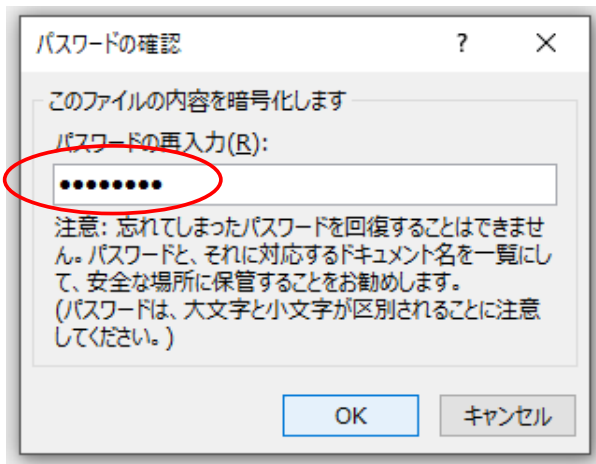 パスワードの確認 ? ×
このファイルの内容を暗号化します
パスワードの再入力(R):
●●●●●●●●
注意: 忘れてしまったパスワードを回復することはできませ
ん。パスワードと、それに対応するドキュメント名を一覧にし
て、安全な場所に保管することをお勧めします。
(パスワードは、大文字と小文字が区別されることに注意
してください。)
OK キャンセル